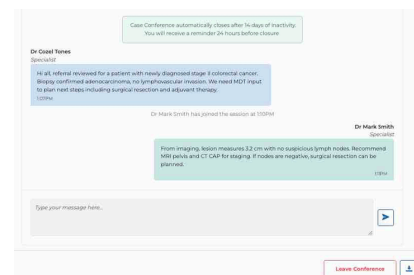 Case Conference automatically closes after 14 days of inactivity.
You will receive a reminder 24 hours before closure
Dr Cozel Tones
Specialist
Hi all, referral reviewed for a patient with newly diagnosed stage II colorectal cancer.
Biopsy confirmed adenocarcinoma, no lymphovascular invasion. We need MDT input
to plan next steps including surgical resection and adjuvant therapy.
1:07PM
Dr Mark Smith has joined the session at 1:13PM
Dr Mark Smith
Specialist
From imaging, lesion measures 3.2 cm with no suspicious lymph nodes. Recommend
MRI pelvis and CT CAP for staging. If nodes are negative, surgical resection can be
planned.
1:13PM
Type your message here...
Leave Conference